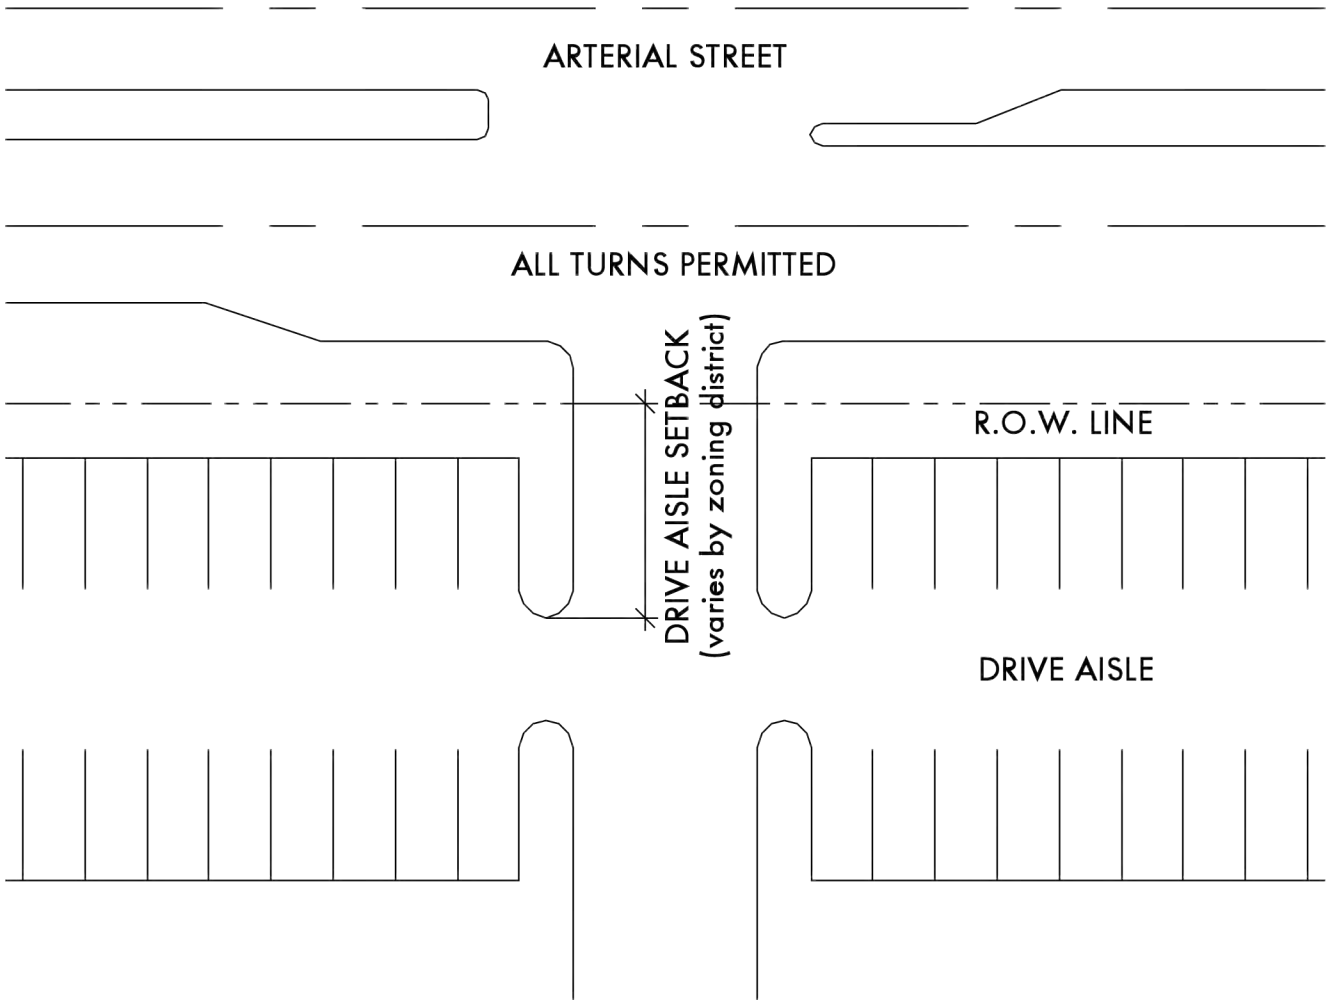 ARTERIAL STREET
ALL TURNS PERMITTED
DRIVE AISLE SETBACK
(varies by zoning district)
R.O.W. LINE
DRIVE AISLE